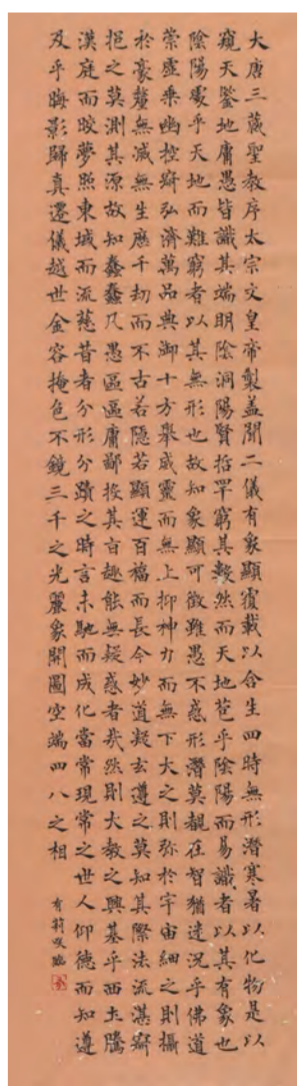 大唐三藏聖教序太宗文皇帝製盖聞二儀有象顯覆載以含生四時無形潛寒暑以化物是以
窺天鑒地庸愚皆識其端明陰洞陽賢哲罕窮其數然而天地苞乎陰陽而易識者以其有象也
陰陽處乎天地而難窮者以其無形也故知象顯可徵雖愚不惑形潛莫覩在智猶迷況乎佛道
崇虛乘幽控寂弘濟萬品典御十方舉威靈而無上抑神力而無下大之則弥於宇宙細之則攝
於豪釐無滅無生歷千劫而不古若隱若顯運百福而長今妙道凝玄遵之莫知其際法流湛寂
挹之莫測其源故知蠢蠢凡愚區區庸鄙投其旨趣能無疑惑者哉然則大教之興基乎西土騰
漢庭而皎夢照東域而流慈昔者分形分蹟之時言未馳而成化當常現常之世人仰德而知遵
及乎晦影歸真遷儀越世金容掩色不鏡三千之光麗象開圖空端四八之相